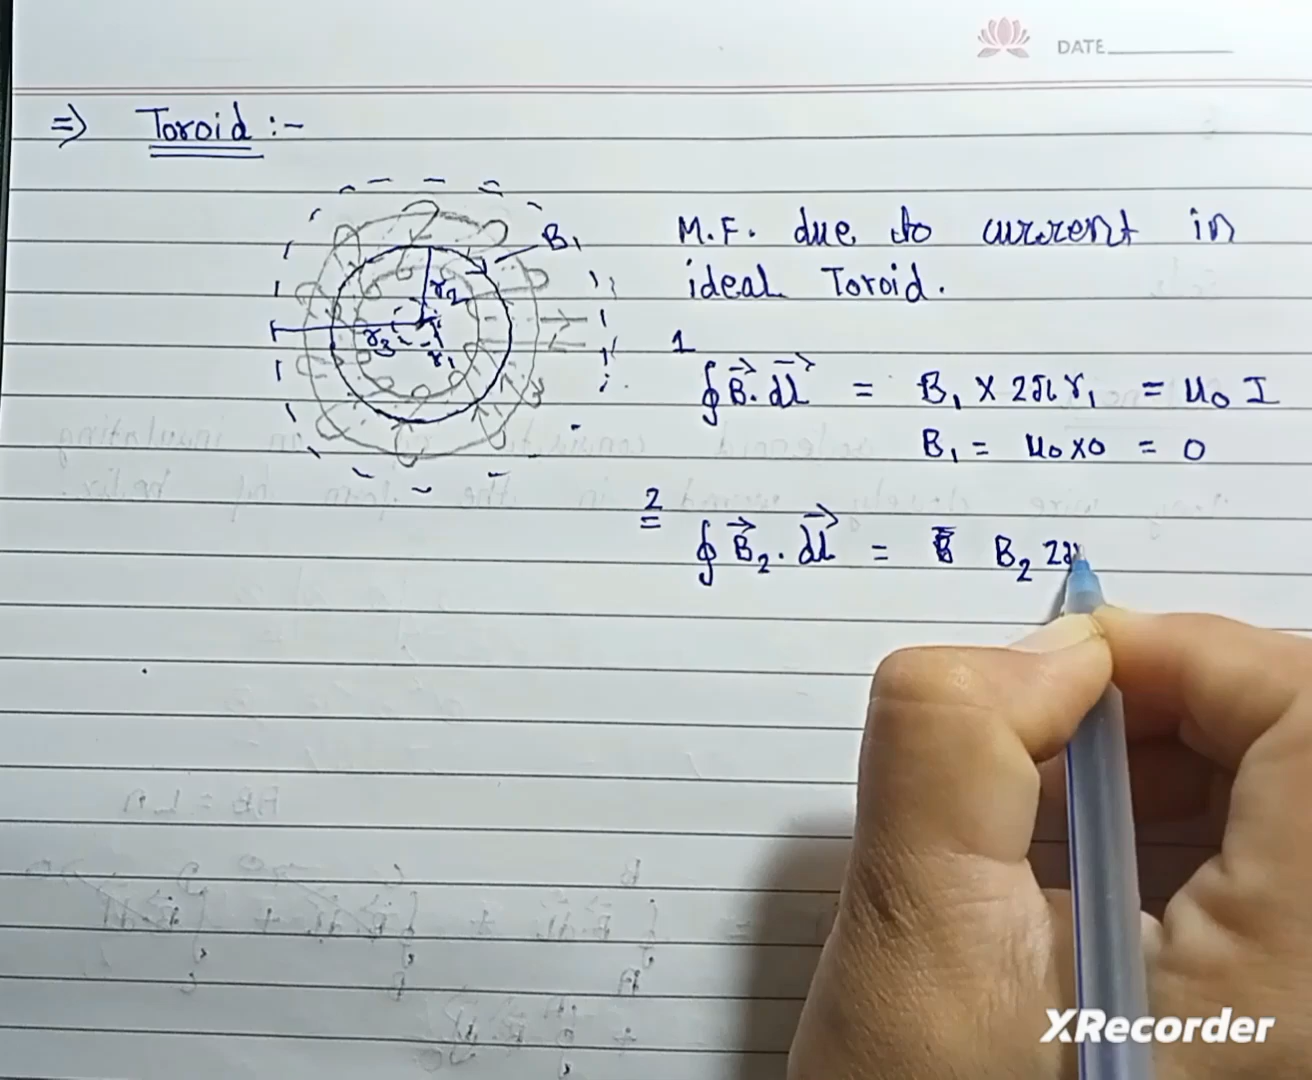 DATE
⇒ Toroid :-
B₁
r₂
r₃
r₁
M.F. due to current in
ideal Toroid.
1
∮ B⃗. dl⃗ = B₁ × 2πr₁ = μ₀ I
B₁ = μ₀×0 = 0
2
∮ B⃗₂. dl⃗ = B₂ 2π
XRecorder